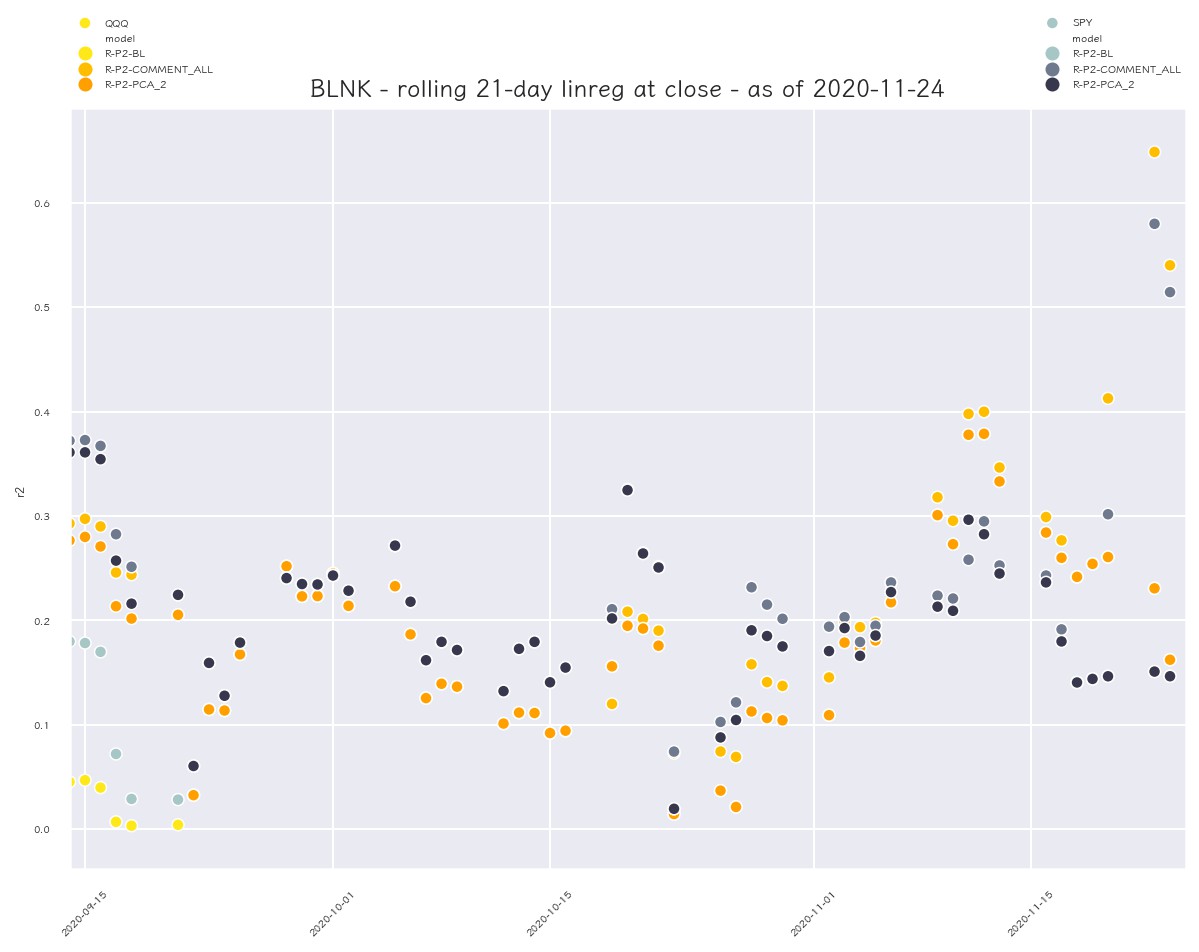 QQQ
model
R-P2-BL
R-P2-COMMENT_ALL
R-P2-PCA_2
SPY
model
R-P2-BL
R-P2-COMMENT_ALL
R-P2-PCA_2
BLNK - rolling 21-day linreg at close - as of 2020-11-24
0.6
0.5
0.4
0.3
0.2
0.1
0.0
r2
2020-09-15
2020-10-01
2020-10-15
2020-11-01
2020-11-15